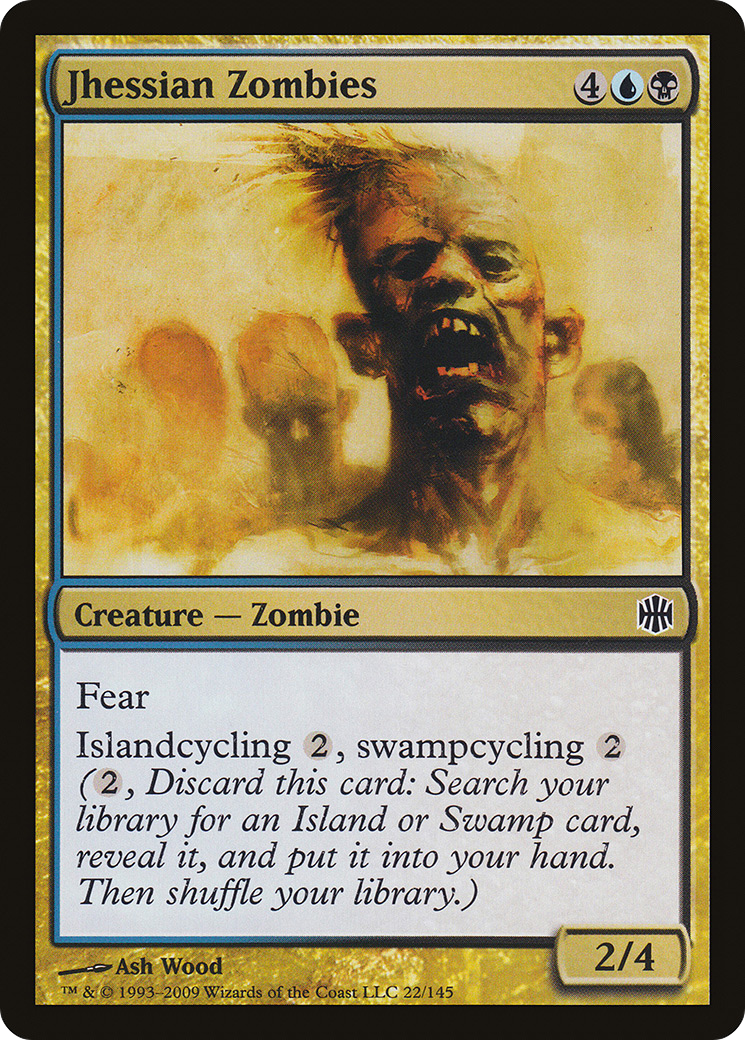 Jhessian Zombies 4
Creature — Zombie
Fear
Islandcycling 2, swampcycling 2
(2, Discard this card: Search your
library for an Island or Swamp card,
reveal it, and put it into your hand.
Then shuffle your library.)
2/4
Ash Wood
™ & © 1993–2009 Wizards of the Coast LLC 22/145